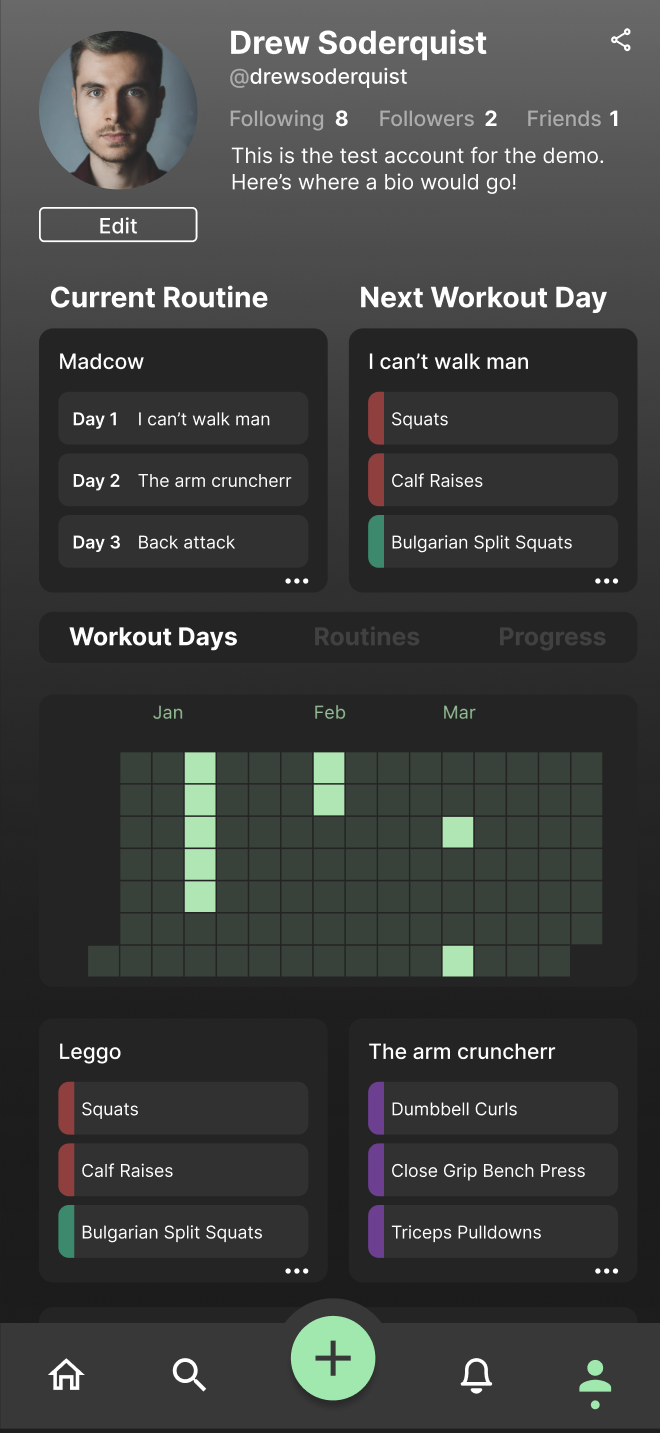 Drew Soderquist
@drewsoderquist
Following 8 Followers 2 Friends 1
This is the test account for the demo.
Here’s where a bio would go!
Edit
Current Routine
Madcow
Day 1 I can’t walk man
Day 2 The arm cruncherr
Day 3 Back attack
Next Workout Day
I can’t walk man
Squats
Calf Raises
Bulgarian Split Squats
Workout Days Routines Progress
Jan Feb Mar
Leggo
Squats
Calf Raises
Bulgarian Split Squats
The arm cruncherr
Dumbbell Curls
Close Grip Bench Press
Triceps Pulldowns